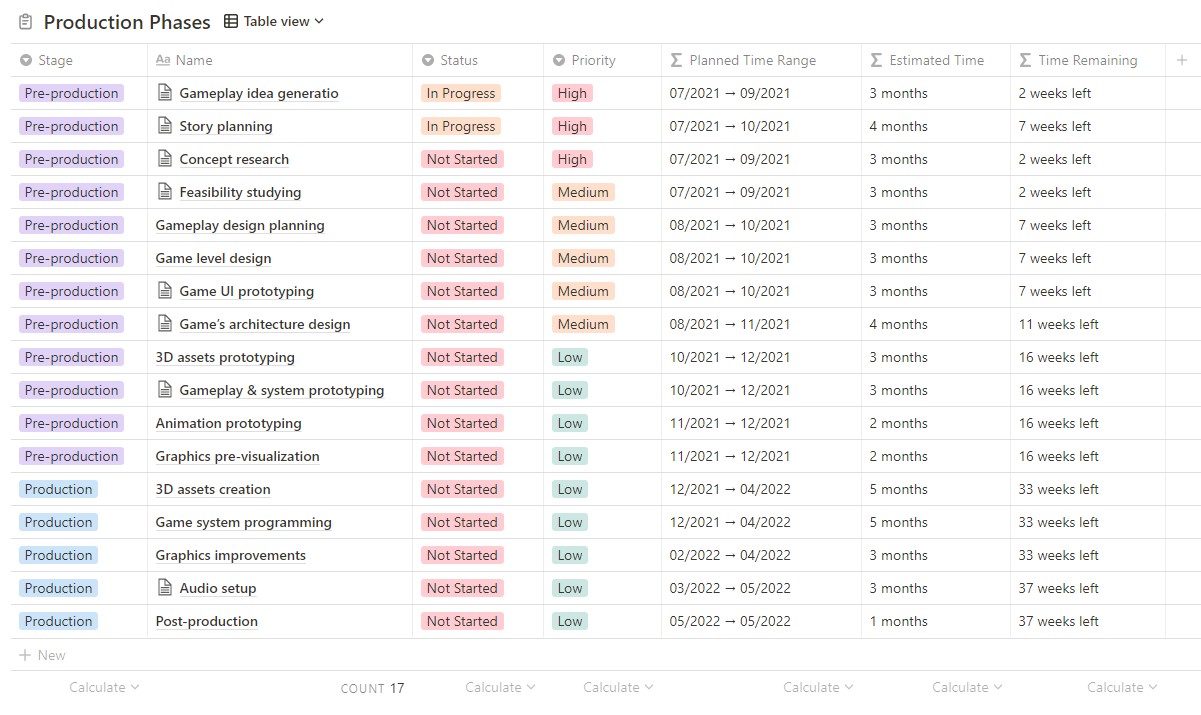 Production Phases Table view
Stage Aa Name Status Priority Σ Planned Time Range Σ Estimated Time Σ Time Remaining +
Pre-production Gameplay idea generatio In Progress High 07/2021 → 09/2021 3 months 2 weeks left
Pre-production Story planning In Progress High 07/2021 → 10/2021 4 months 7 weeks left
Pre-production Concept research Not Started High 07/2021 → 09/2021 3 months 2 weeks left
Pre-production Feasibility studying Not Started Medium 07/2021 → 09/2021 3 months 2 weeks left
Pre-production Gameplay design planning Not Started Medium 08/2021 → 10/2021 3 months 7 weeks left
Pre-production Game level design Not Started Medium 08/2021 → 10/2021 3 months 7 weeks left
Pre-production Game UI prototyping Not Started Medium 08/2021 → 10/2021 3 months 7 weeks left
Pre-production Game's architecture design Not Started Medium 08/2021 → 11/2021 4 months 11 weeks left
Pre-production 3D assets prototyping Not Started Low 10/2021 → 12/2021 3 months 16 weeks left
Pre-production Gameplay & system prototyping Not Started Low 10/2021 → 12/2021 3 months 16 weeks left
Pre-production Animation prototyping Not Started Low 11/2021 → 12/2021 2 months 16 weeks left
Pre-production Graphics pre-visualization Not Started Low 11/2021 → 12/2021 2 months 16 weeks left
Production 3D assets creation Not Started Low 12/2021 → 04/2022 5 months 33 weeks left
Production Game system programming Not Started Low 12/2021 → 04/2022 5 months 33 weeks left
Production Graphics improvements Not Started Low 02/2022 → 04/2022 3 months 33 weeks left
Production Audio setup Not Started Low 03/2022 → 05/2022 3 months 37 weeks left
Production Post-production Not Started Low 05/2022 → 05/2022 1 months 37 weeks left
+ New
Calculate COUNT 17 Calculate Calculate Calculate Calculate Calculate